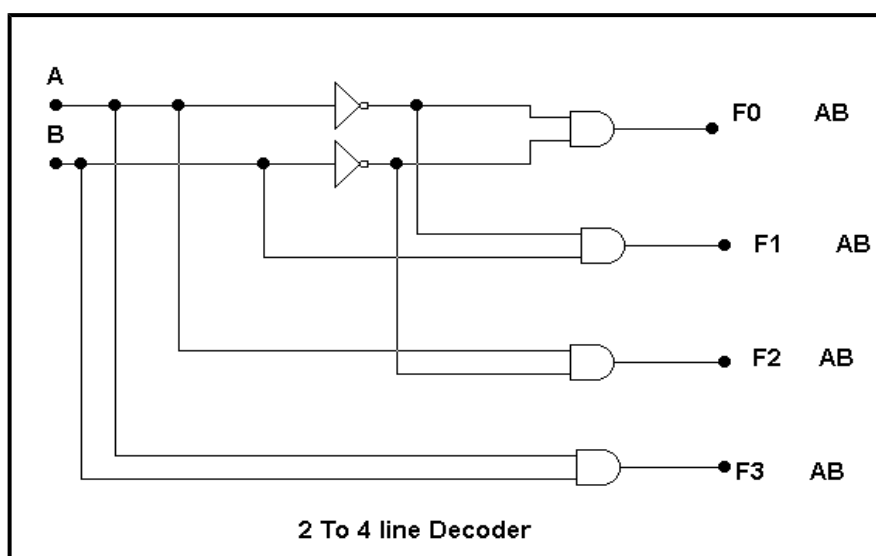 A
F0 AB
B
F1 AB
F2 AB
F3 AB
2 To 4 line Decoder